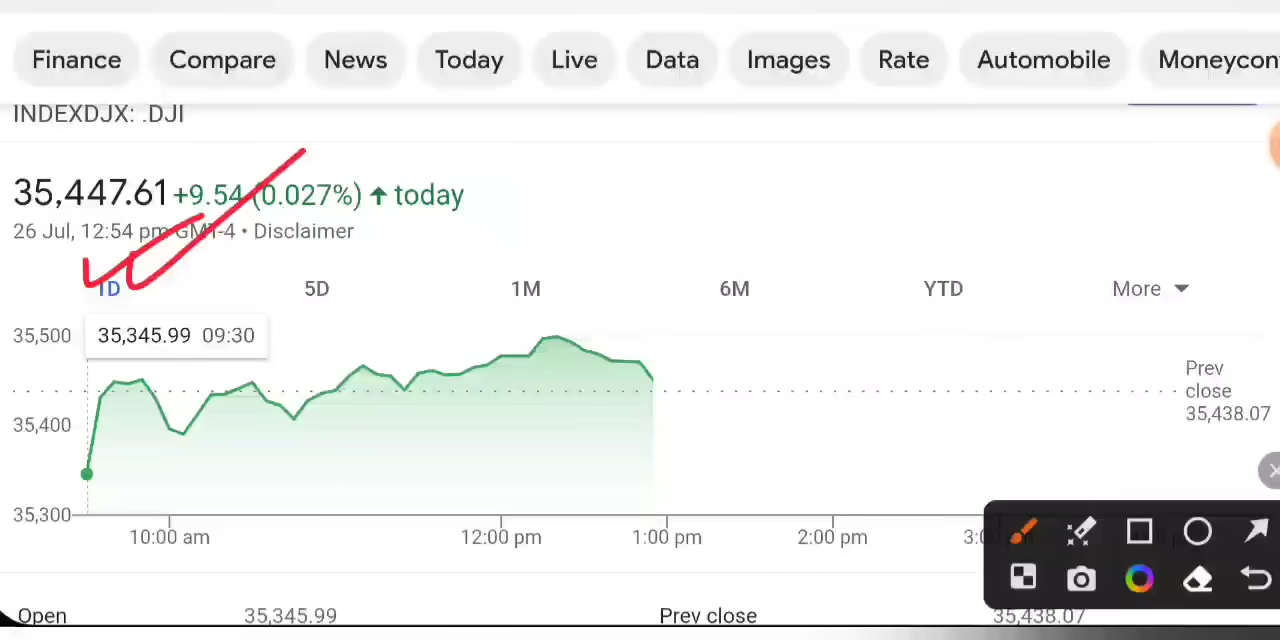 Finance Compare News Today Live Data Images Rate Automobile Moneycon
INDEXDJX: .DJI
35,447.61 +9.54 (0.027%) today
26 Jul, 12:54 pm GMT-4 • Disclaimer
1D 5D 1M 6M YTD More
35,500
35,345.99 09:30
Prev
close
35,438.07
35,400
35,300
10:00 am 12:00 pm 1:00 pm 2:00 pm
Open 35,345.99 Prev close 35,438.07